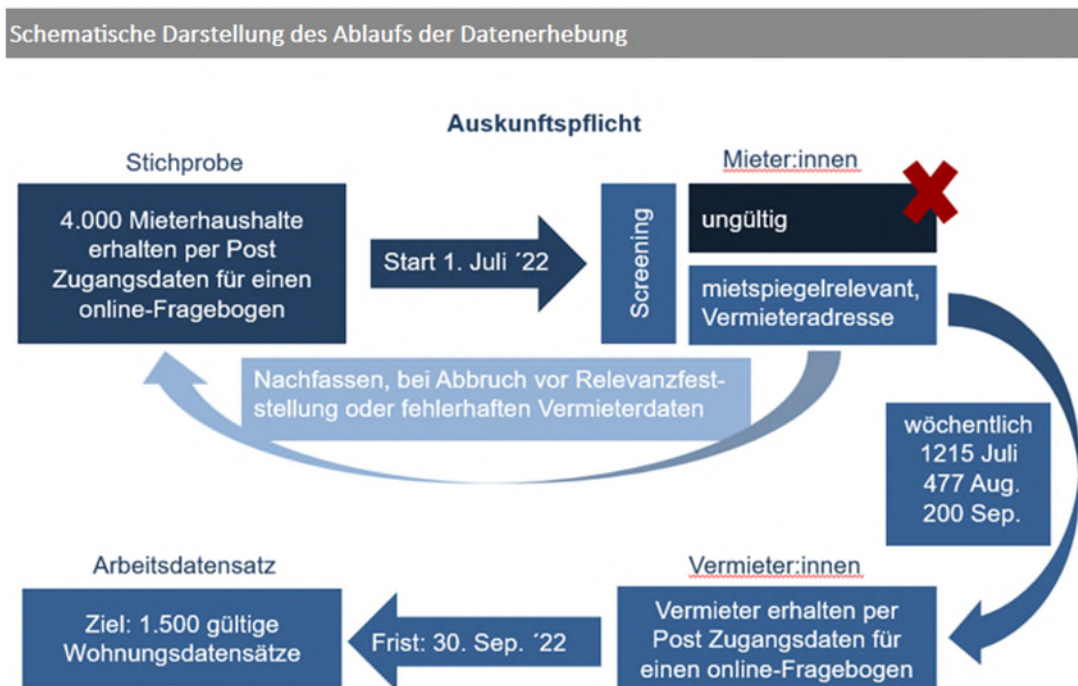 Schematische Darstellung des Ablaufs der Datenerhebung
Auskunftspflicht
Stichprobe
4.000 Mieterhaushalte
erhalten per Post
Zugangsdaten für einen
online-Fragebogen
Start 1. Juli ´22
Screening
Mieter:innen
ungültig
mietspiegelrelevant,
Vermieteradresse
Nachfassen, bei Abbruch vor Relevanzfest-
stellung oder fehlerhaften Vermieterdaten
wöchentlich
1215 Juli
477 Aug.
200 Sep.
Vermieter:innen
Vermieter erhalten per
Post Zugangsdaten für
einen online-Fragebogen
Frist: 30. Sep. ´22
Arbeitsdatensatz
Ziel: 1.500 gültige
Wohnungsdatensätze